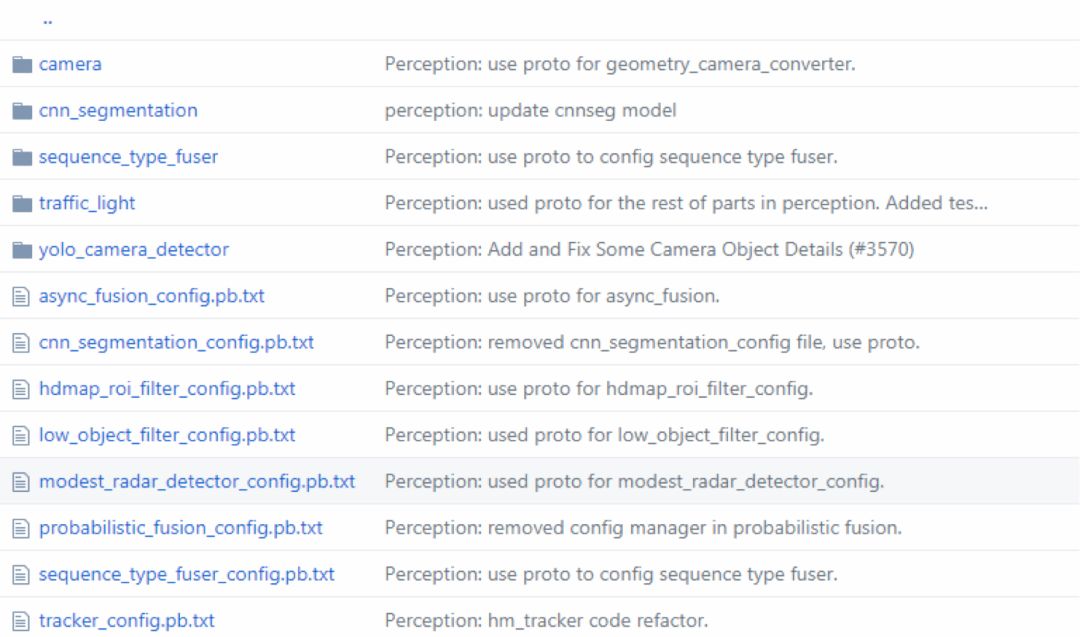 ..
camera Perception: use proto for geometry_camera_converter.
cnn_segmentation perception: update cnnseg model
sequence_type_fuser Perception: use proto to config sequence type fuser.
traffic_light Perception: used proto for the rest of parts in perception. Added tes...
yolo_camera_detector Perception: Add and Fix Some Camera Object Details (#3570)
async_fusion_config.pb.txt Perception: use proto for async_fusion.
cnn_segmentation_config.pb.txt Perception: removed cnn_segmentation_config file, use proto.
hdmap_roi_filter_config.pb.txt Perception: use proto for hdmap_roi_filter_config.
low_object_filter_config.pb.txt Perception: used proto for low_object_filter_config.
modest_radar_detector_config.pb.txt Perception: used proto for modest_radar_detector_config.
probabilistic_fusion_config.pb.txt Perception: removed config manager in probabilistic fusion.
sequence_type_fuser_config.pb.txt Perception: use proto to config sequence type fuser.
tracker_config.pb.txt Perception: hm_tracker code refactor.